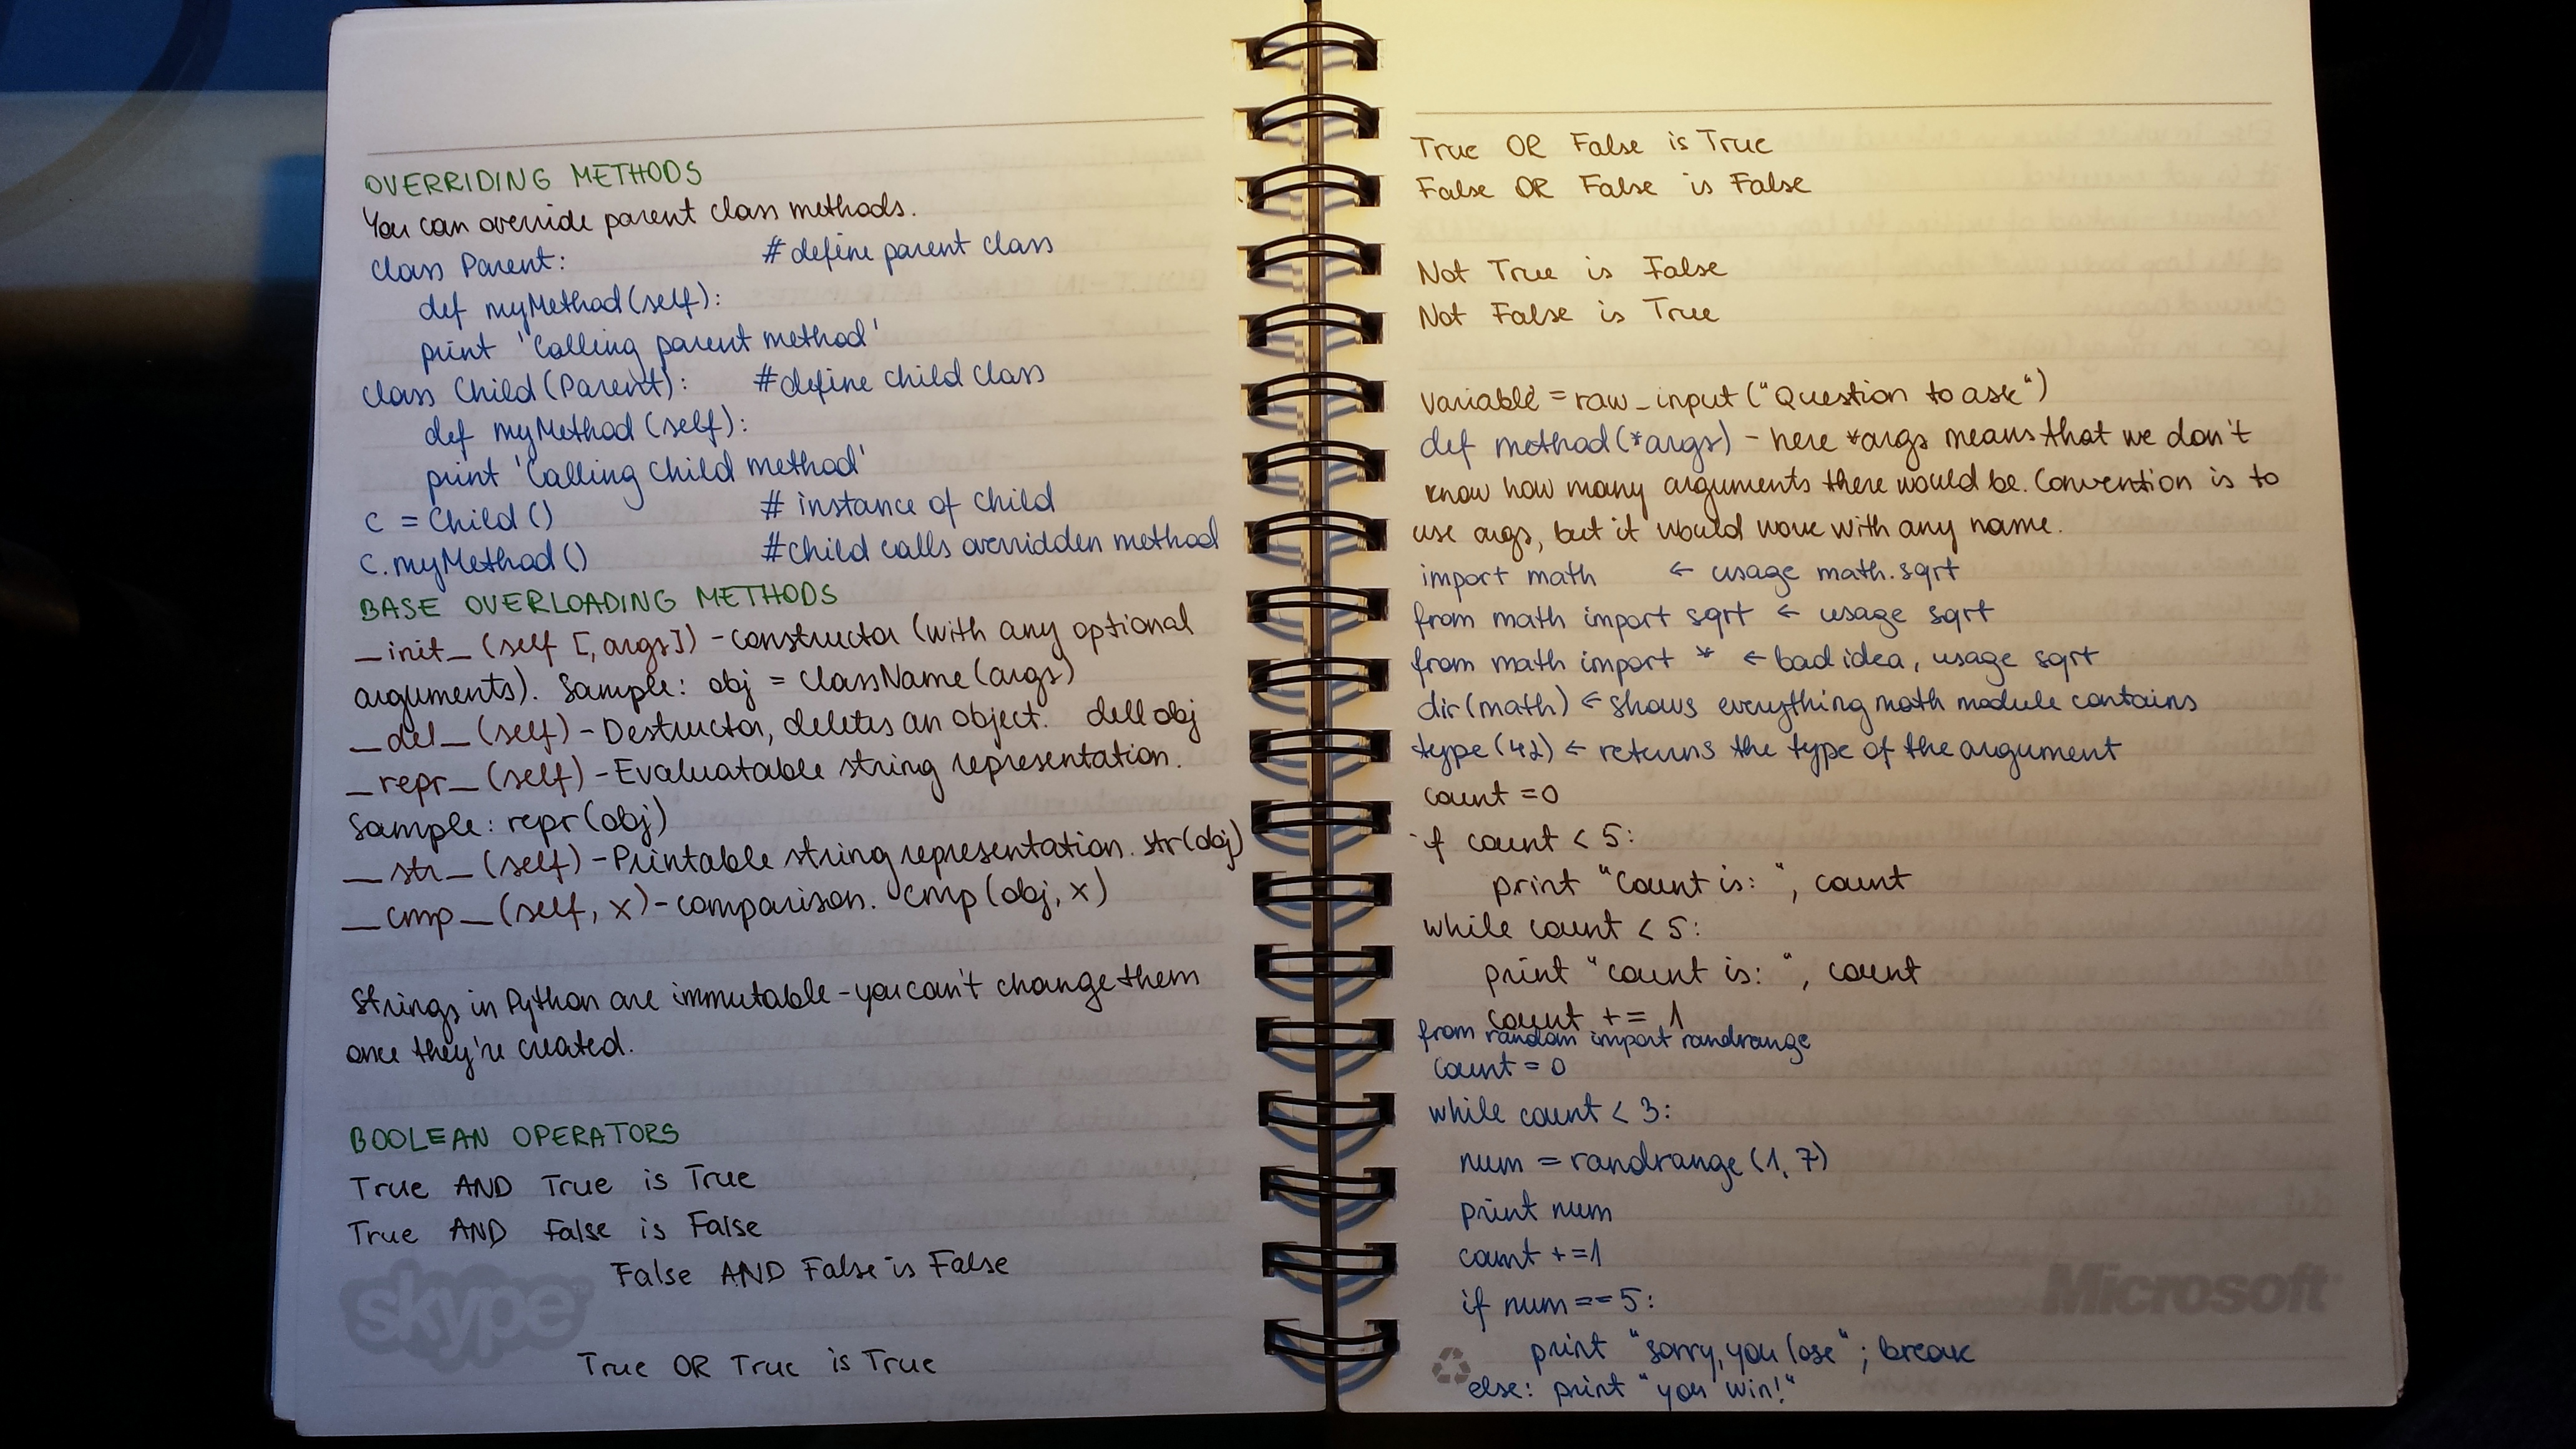 OVERRIDING METHODS
You can override parent class methods.
class Parent: # define parent class
def myMethod(self):
print 'Calling parent method'
class Child(Parent): #define child class
def myMethod(self):
print 'Calling child method'
c = Child() # instance of child
c.myMethod() #child calls overridden method
BASE OVERLOADING METHODS
_init_(self [,args]) - constructor (with any optional
arguments). Sample: obj = className(args)
_del_(self) - Destructor, deletes an object. dell obj
_repr_(self) - Evaluatable string representation.
Sample: repr(obj)
_str_(self) - Printable string representation. str(obj)
_cmp_(self, x) - comparison. cmp(obj, x)
Strings in Python are immutable - you can't change them
once they're created.
BOOLEAN OPERATORS
True AND True is True
True AND False is False
False AND False is False
skype™
True OR True is True
True OR False is True
False OR False is False
Not True is False
Not False is True
variable = raw_input("Question to ask")
def method(*args) - here *args means that we don't
know how many arguments there would be. Convention is to
use args, but it would work with any name.
import math ← usage math.sqrt
from math import sqrt ← usage sqrt
from math import * ← bad idea, usage sqrt
dir(math) ← shows everything math module contains
type(42) ← returns the type of the argument
count = 0
if count < 5:
print "Count is: ", count
while count < 5:
print "count is: ", count
count += 1
from random import randrange
count = 0
while count < 3:
num = randrange(1, 7)
print num
count += 1
if num == 5:
print "Sorry, you lose"; break
else: print "you win!"
Microsoft